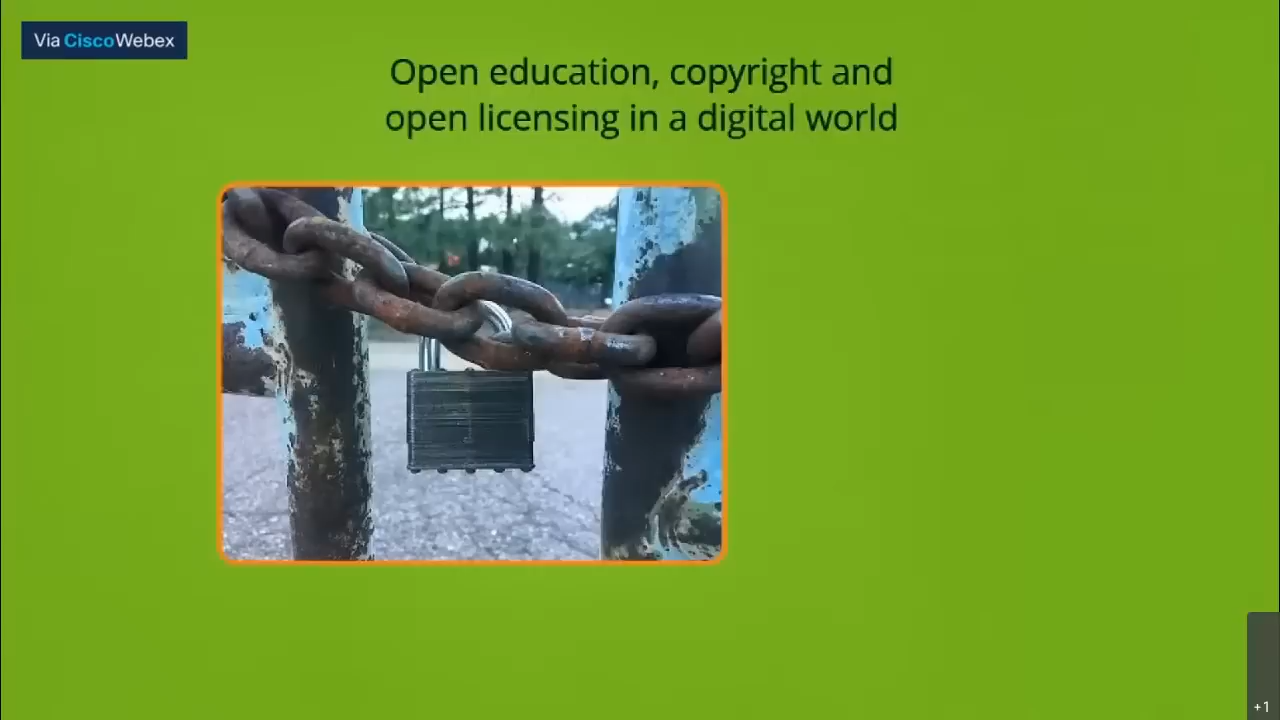 Via CiscoWebex
Open education, copyright and
open licensing in a digital world
+1